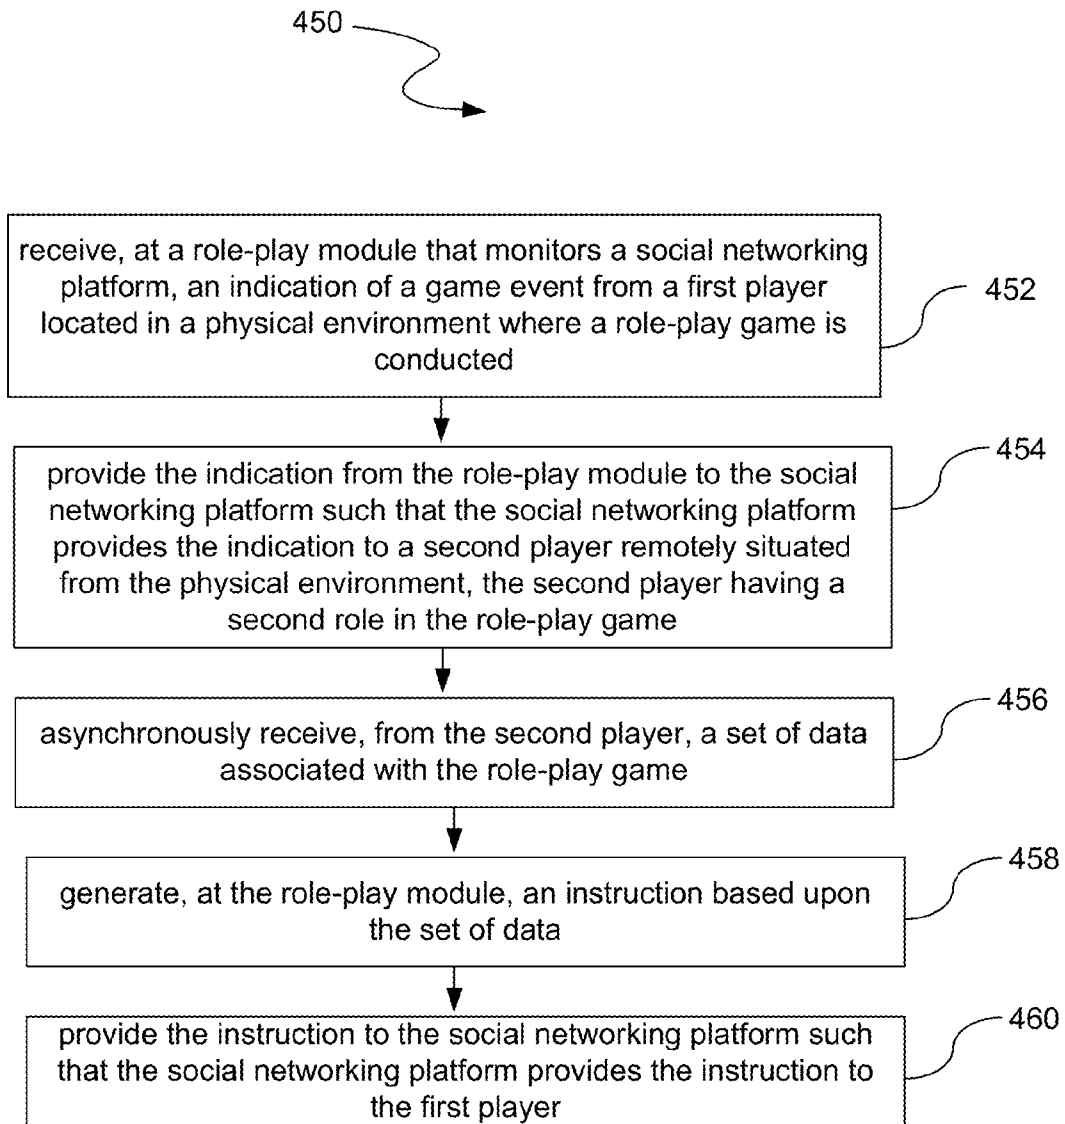 450
receive, at a role-play module that monitors a social networking
platform, an indication of a game event from a first player
located in a physical environment where a role-play game is
conducted
452
provide the indication from the role-play module to the social
networking platform such that the social networking platform
provides the indication to a second player remotely situated
from the physical environment, the second player having a
second role in the role-play game
454
asynchronously receive, from the second player, a set of data
associated with the role-play game
456
generate, at the role-play module, an instruction based upon
the set of data
458
provide the instruction to the social networking platform such
that the social networking platform provides the instruction to
the first player
460